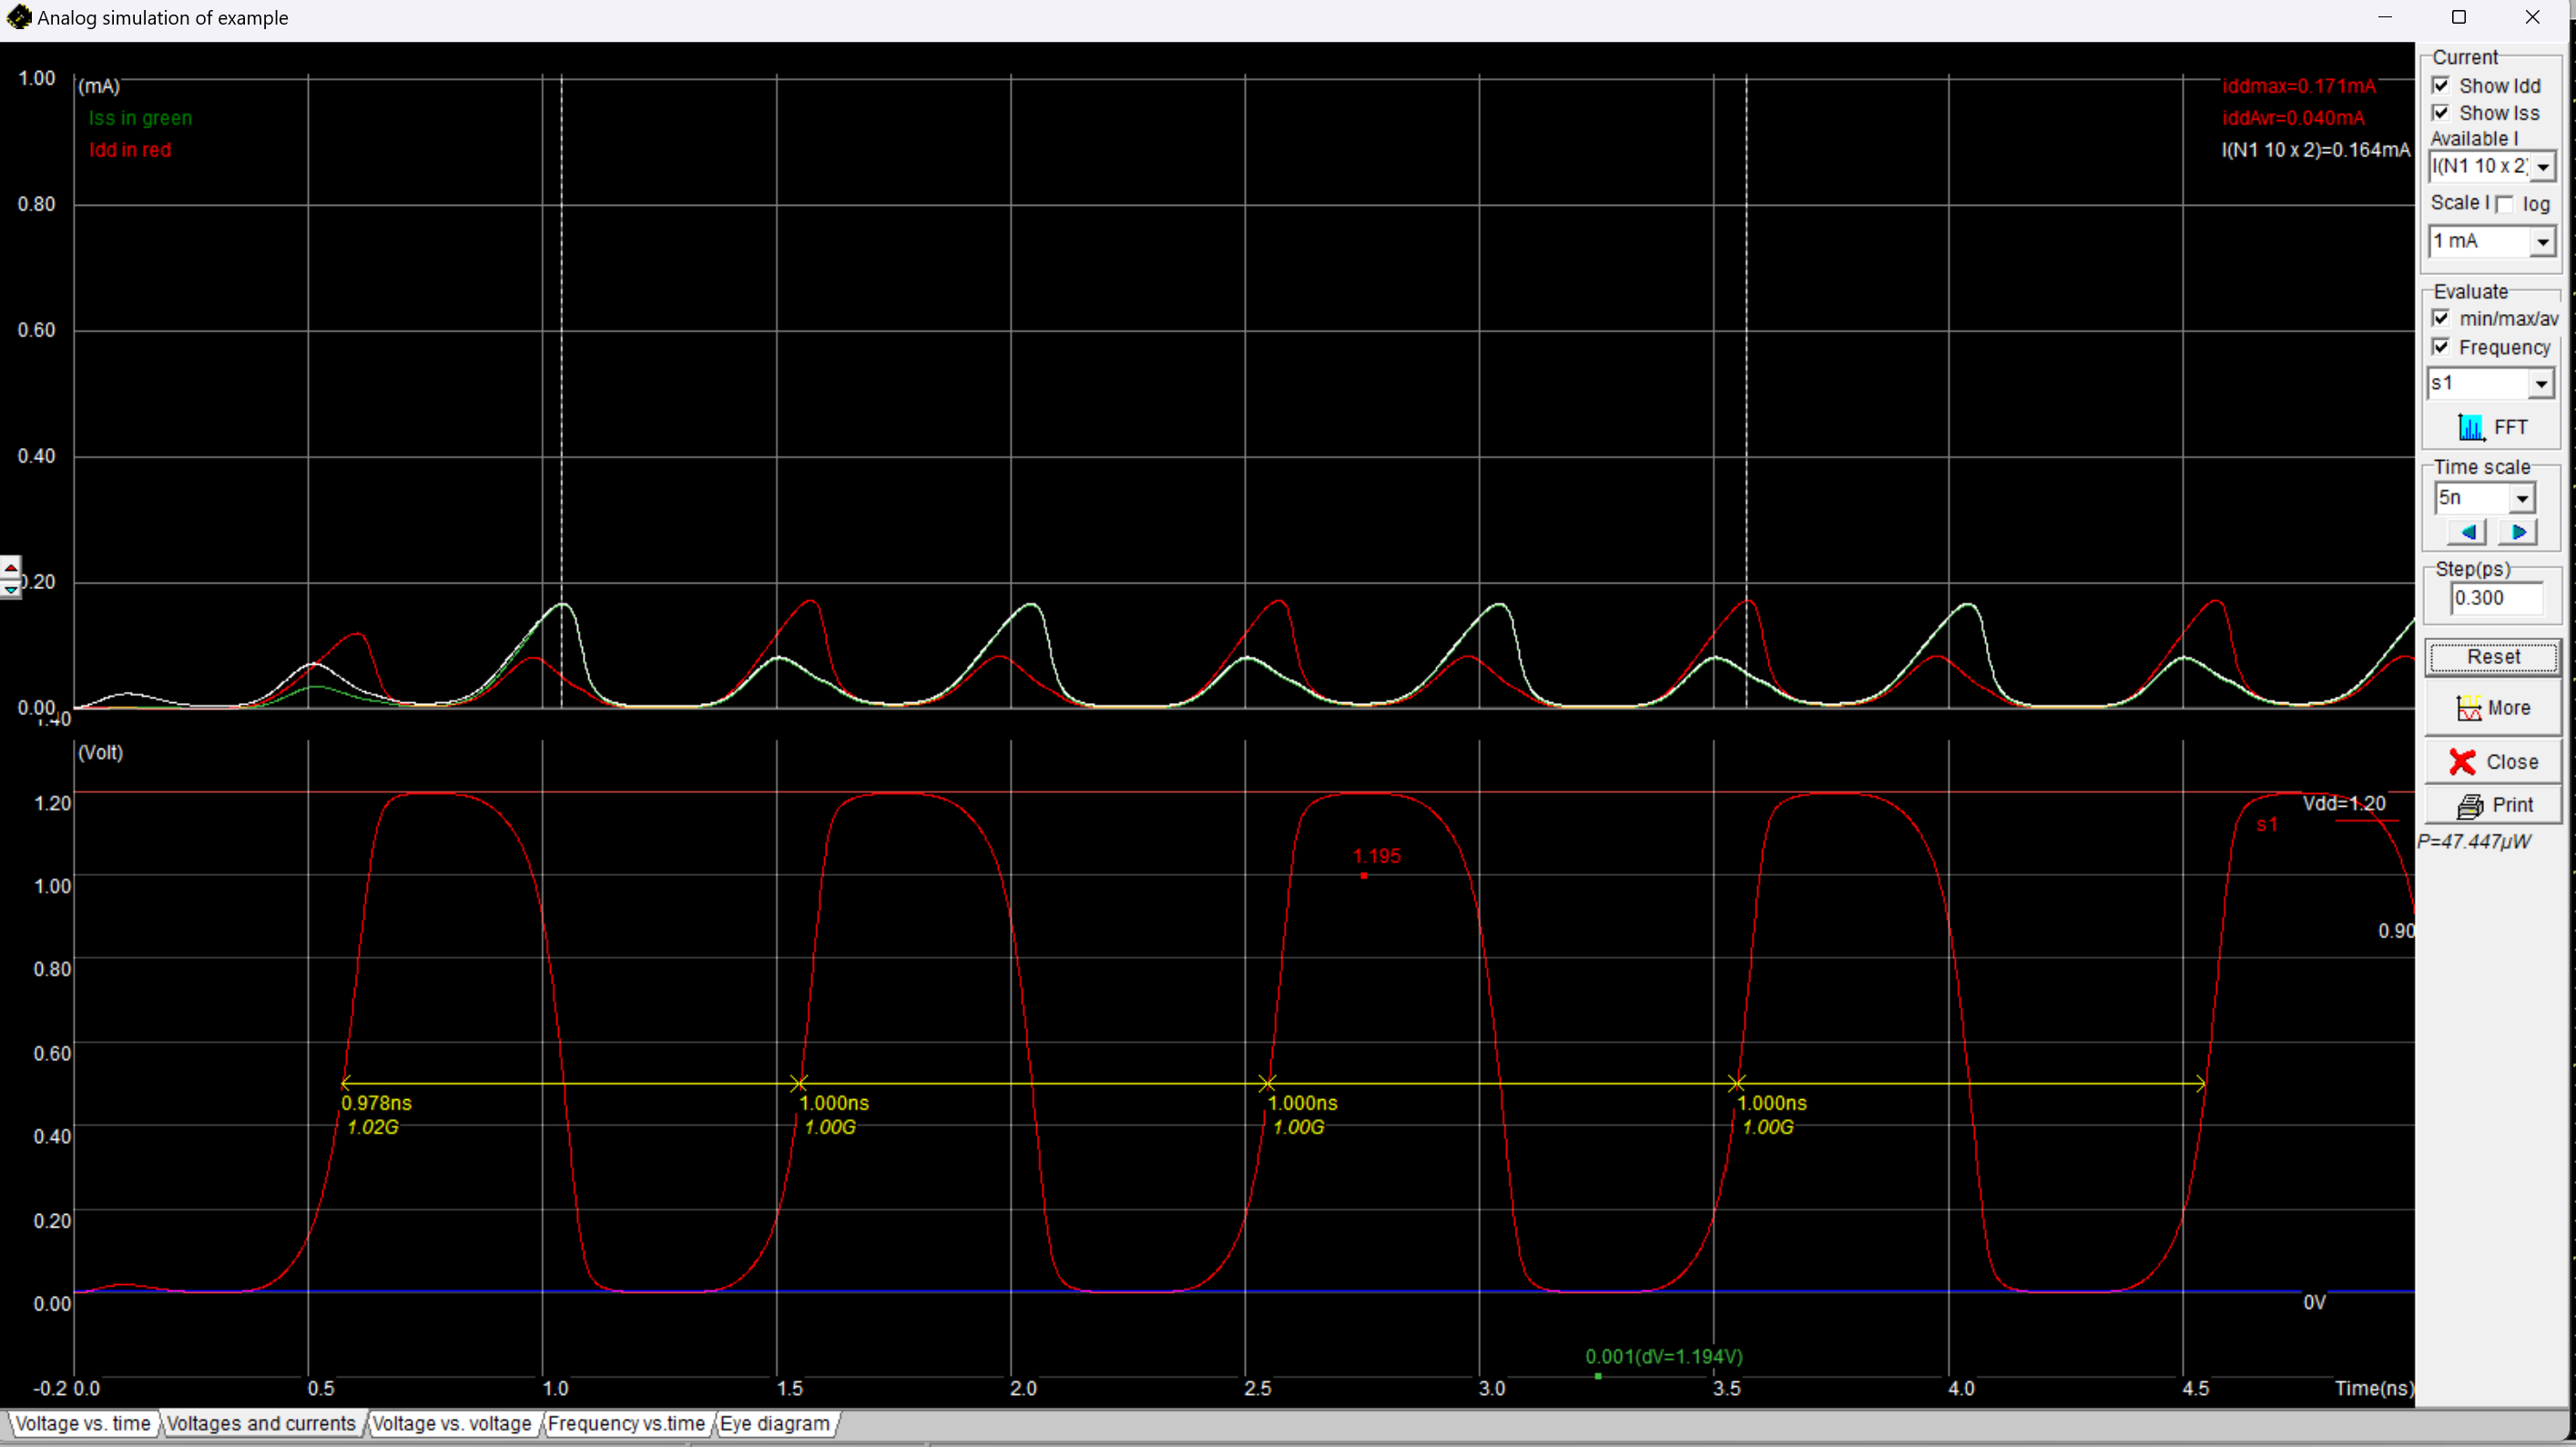 Analog simulation of example
1.00
(mA)
Iss in green
Idd in red
iddmax=0.171mA
iddAvr=0.040mA
I(N1 10 x 2)=0.164mA
0.80
0.60
0.40
0.20
0.00
1.40
(Volt)
1.20
1.00
0.80
0.60
0.40
0.20
0.00
-0.2
Vdd=1.20
s1
1.195
0.90
0.978ns
1.02G
1.000ns
1.00G
1.000ns
1.00G
1.000ns
1.00G
0V
0.001(dV=1.194V)
0.0
0.5
1.0
1.5
2.0
2.5
3.0
3.5
4.0
4.5
Time(ns)
Voltage vs. time
Voltages and currents
Voltage vs. voltage
Frequency vs.time
Eye diagram
Current
Show Idd
Show Iss
Available I
I(N1 10 x 2)
Scale I
log
1 mA
Evaluate
min/max/av
Frequency
s1
FFT
Time scale
5n
Step(ps)
0.300
Reset
More
Close
Print
P=47.447µW